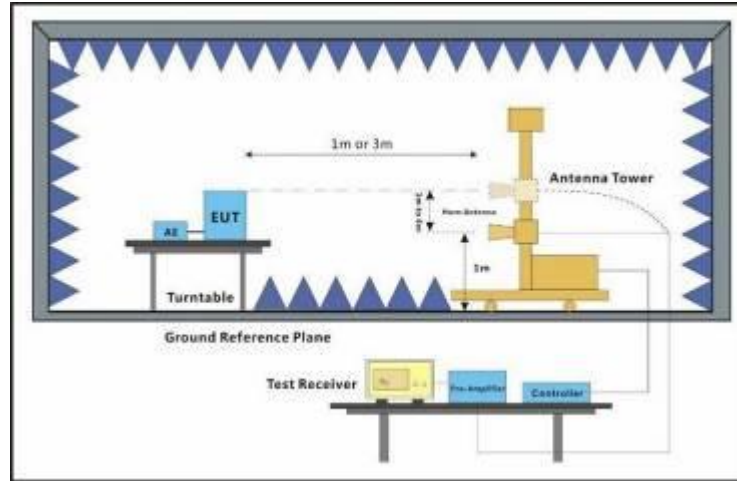 1m or 3m
Antenna Tower
EUT
AE
Horn Antenna
1m
Turntable
Ground Reference Plane
Test Receiver
Pre-Amplifier
Controller